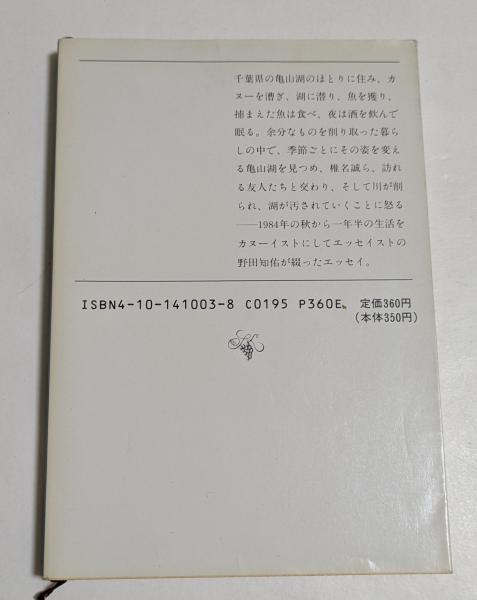 千葉県の亀山湖のほとりに住み、カ
ヌーを漕ぎ、湖に潜り、魚を獲り、
捕まえた魚は食べ、夜は酒を飲んで
眠る。余分なものを削り取った暮ら
しの中で、季節ごとにその姿を変え
る亀山湖を見つめ、椎名誠ら、訪れ
る友人たちと交わり、そして川が削
られ、湖が汚されていくことに怒る
──1984年の秋から一年半の生活を
カヌーイストにしてエッセイストの
野田知佑が綴ったエッセイ。
ISBN4-10-141003-8 C0195 P360E 定価360円
(本体350円)